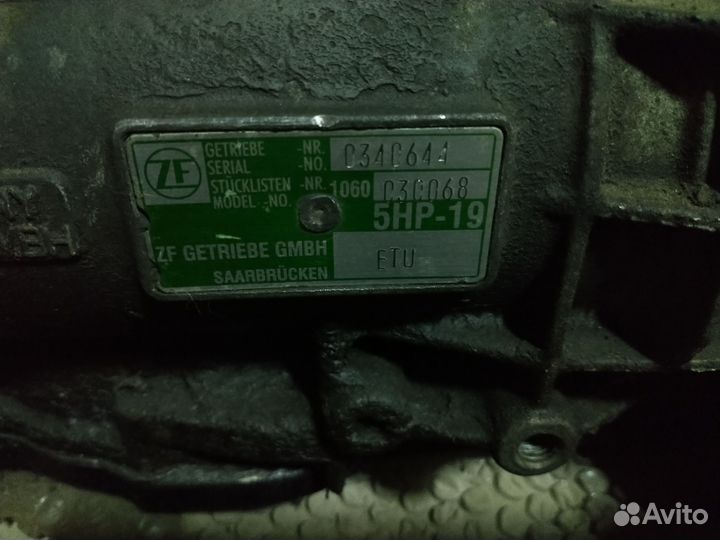 ZF
GETRIEBE -NR. 0340644
SERIAL -NO.
STÜCKLISTEN -NR. 1060 030068
MODEL -NO.
5HP-19
ZF GETRIEBE GMBH ETU
SAARBRÜCKEN
Avito